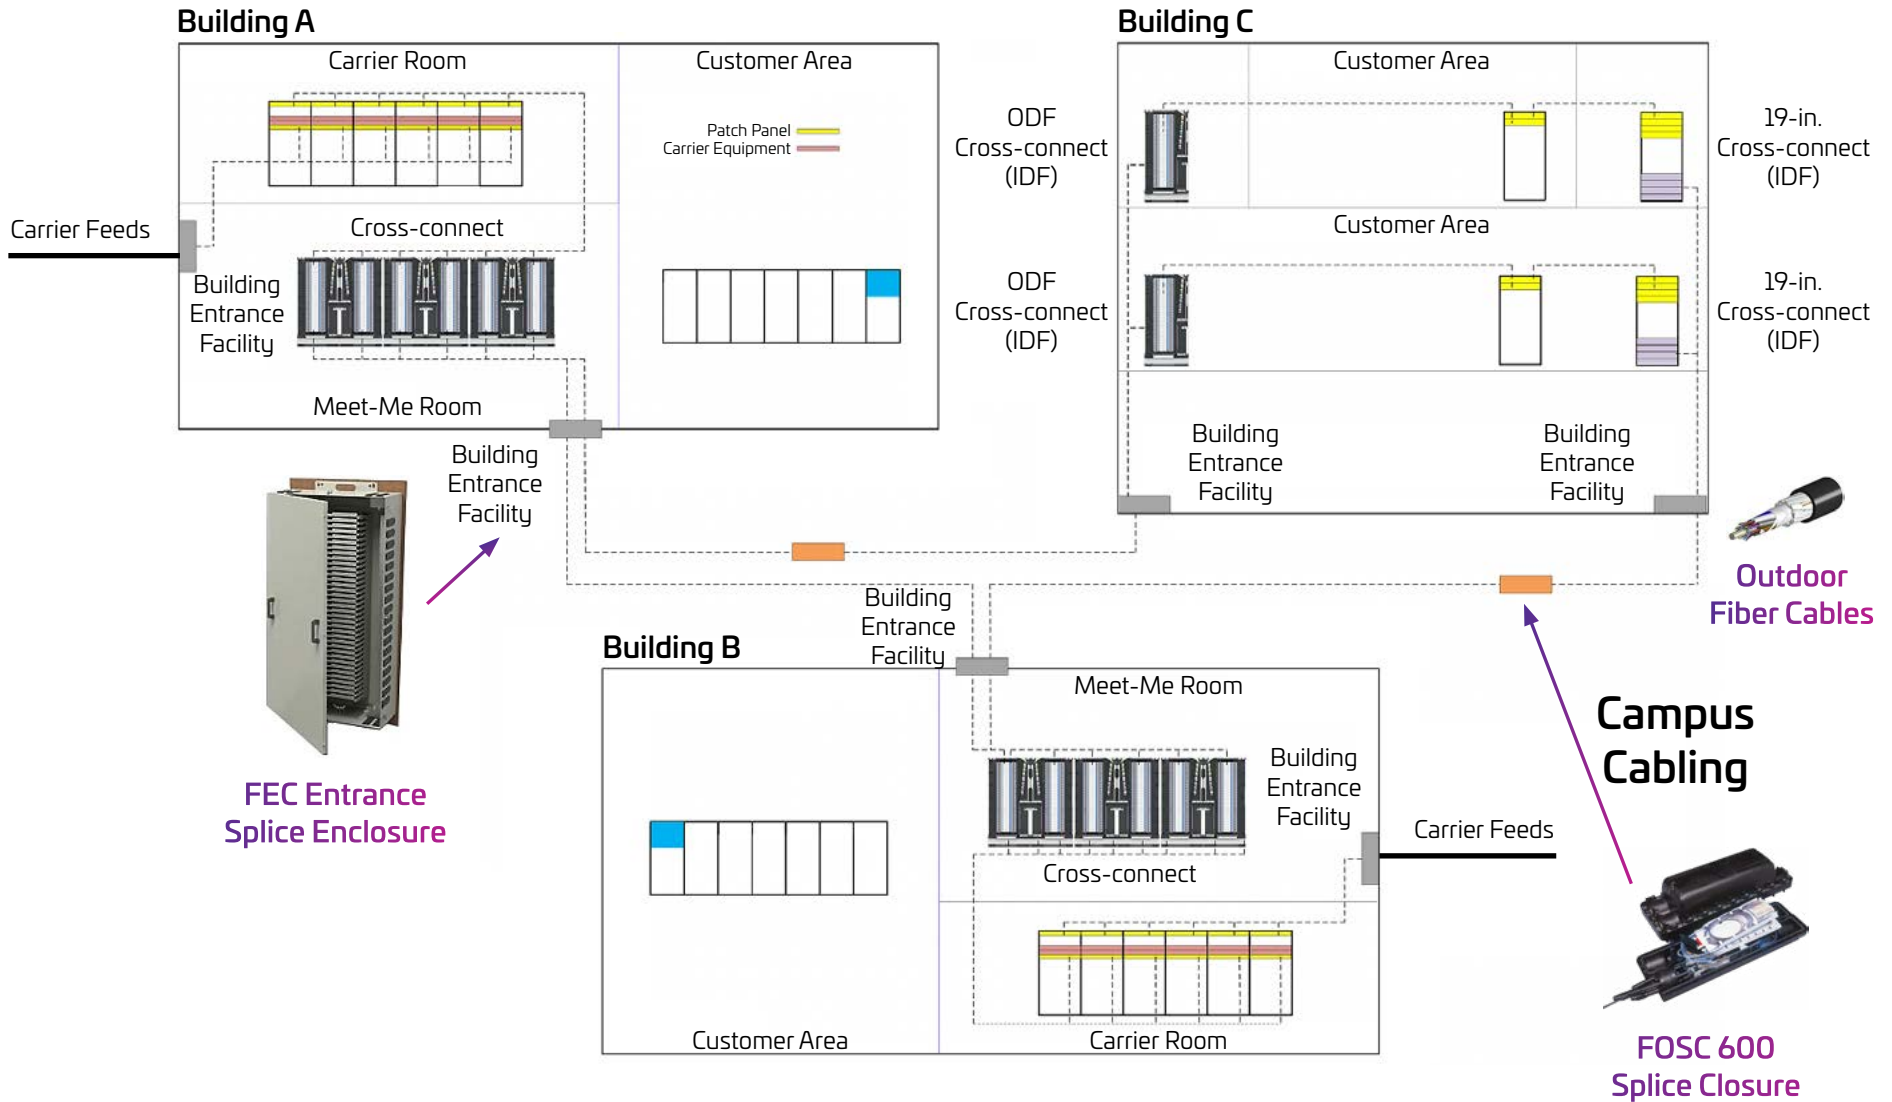 Building A
Carrier Room
Customer Area
Patch Panel
Carrier Equipment
Carrier Feeds
Cross-connect
Building
Entrance
Facility
Meet-Me Room
Building
Entrance
Facility
FEC Entrance
Splice Enclosure
Building C
Customer Area
ODF
Cross-connect
(IDF)
19-in.
Cross-connect
(IDF)
Customer Area
ODF
Cross-connect
(IDF)
19-in.
Cross-connect
(IDF)
Building
Entrance
Facility
Building
Entrance
Facility
Outdoor
Fiber Cables
Building
Entrance
Facility
Building B
Meet-Me Room
Building
Entrance
Facility
Carrier Feeds
Cross-connect
Customer Area
Carrier Room
Campus
Cabling
FOSC 600
Splice Closure